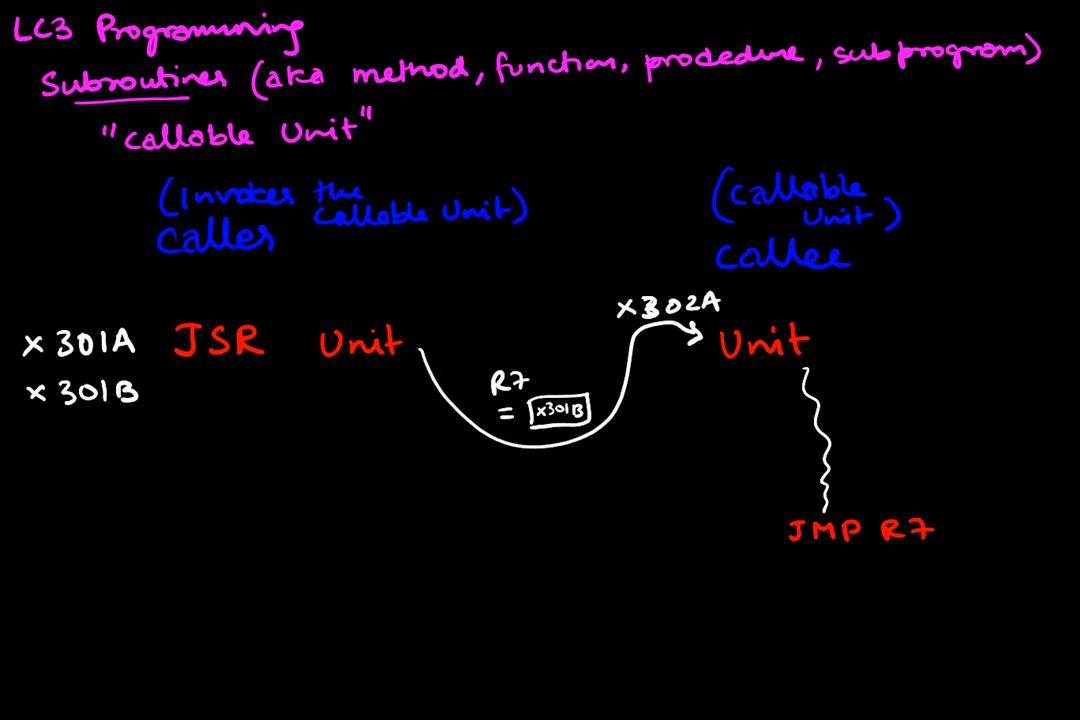 LC3 Programming
Subroutines (aka method, function, procedure, subprogram)
"callable Unit"
(Invokes the callable Unit)
caller
(callable Unit)
callee
x302A
x301A JSR Unit
Unit
R7
x301B
= x301B
JMP R7